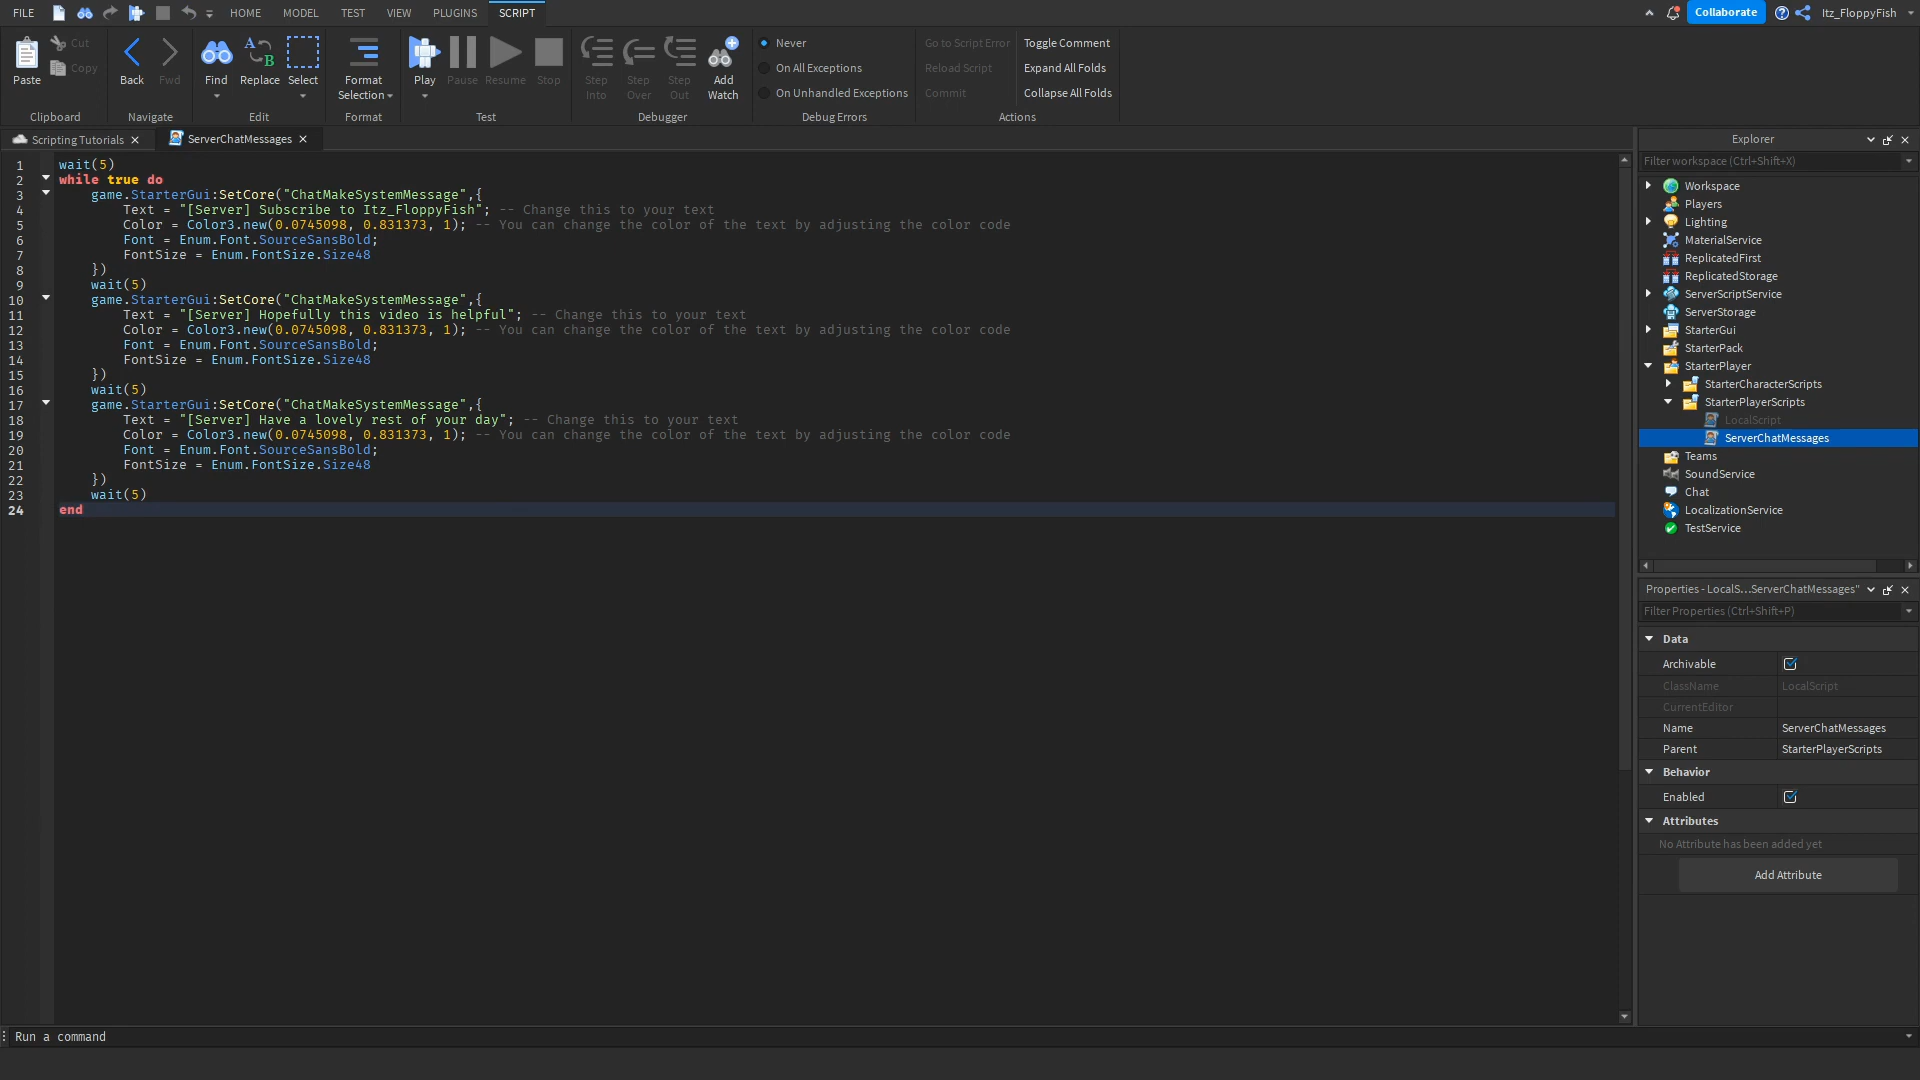 FILE HOME MODEL TEST VIEW PLUGINS SCRIPT Collaborate Itz_FloppyFish
Paste Cut Copy
Clipboard
Back Fwd
Navigate
Find Replace Select
Edit
Format Selection
Format
Play Pause Resume Stop
Test
Step Into Step Over Step Out Add Watch
Debugger
Never
On All Exceptions
On Unhandled Exceptions
Debug Errors
Go to Script Error Toggle Comment
Reload Script Expand All Folds
Commit Collapse All Folds
Actions
Scripting Tutorials ServerChatMessages
1 wait(5)
2 while true do
3 game.StarterGui:SetCore("ChatMakeSystemMessage",{
4 Text = "[Server] Subscribe to Itz_FloppyFish"; -- Change this to your text
5 Color = Color3.new(0.0745098, 0.831373, 1); -- You can change the color of the text by adjusting the color code
6 Font = Enum.Font.SourceSansBold;
7 FontSize = Enum.FontSize.Size48
8 })
9 wait(5)
10 game.StarterGui:SetCore("ChatMakeSystemMessage",{
11 Text = "[Server] Hopefully this video is helpful"; -- Change this to your text
12 Color = Color3.new(0.0745098, 0.831373, 1); -- You can change the color of the text by adjusting the color code
13 Font = Enum.Font.SourceSansBold;
14 FontSize = Enum.FontSize.Size48
15 })
16 wait(5)
17 game.StarterGui:SetCore("ChatMakeSystemMessage",{
18 Text = "[Server] Have a lovely rest of your day"; -- Change this to your text
19 Color = Color3.new(0.0745098, 0.831373, 1); -- You can change the color of the text by adjusting the color code
20 Font = Enum.Font.SourceSansBold;
21 FontSize = Enum.FontSize.Size48
22 })
23 wait(5)
24 end
Explorer
Filter workspace (Ctrl+Shift+X)
Workspace
Players
Lighting
MaterialService
ReplicatedFirst
ReplicatedStorage
ServerScriptService
ServerStorage
StarterGui
StarterPack
StarterPlayer
StarterCharacterScripts
StarterPlayerScripts
LocalScript
ServerChatMessages
Teams
SoundService
Chat
LocalizationService
TestService
Properties - LocalS...ServerChatMessages"
Filter Properties (Ctrl+Shift+P)
Data
Archivable
ClassName LocalScript
CurrentEditor
Name ServerChatMessages
Parent StarterPlayerScripts
Behavior
Enabled
Attributes
No Attribute has been added yet
Add Attribute
Run a command